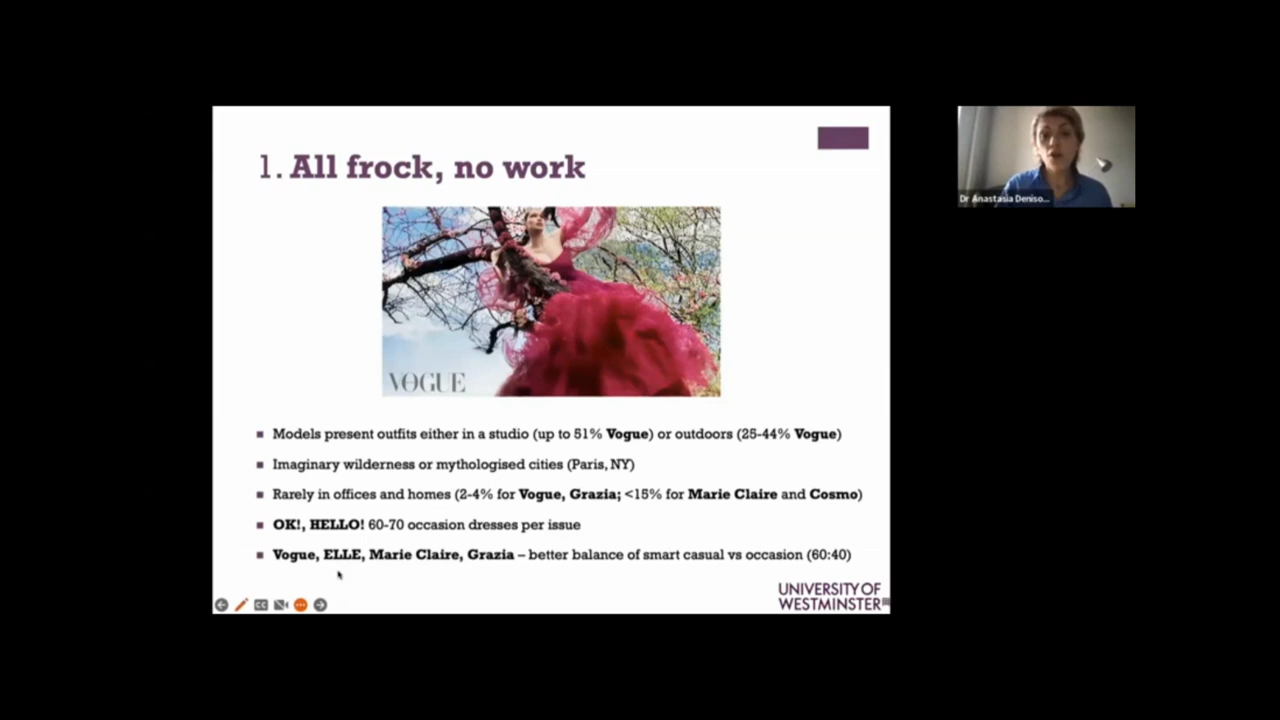 1. All frock, no work
VOGUE
Models present outfits either in a studio (up to 51% Vogue) or outdoors (25-44% Vogue)
Imaginary wilderness or mythologised cities (Paris, NY)
Rarely in offices and homes (2-4% for Vogue, Grazia; <15% for Marie Claire and Cosmo)
OK!, HELLO! 60-70 occasion dresses per issue
Vogue, ELLE, Marie Claire, Grazia – better balance of smart casual vs occasion (60:40)
CC
UNIVERSITY OF
WESTMINSTER
Dr Anastasia Deniso...